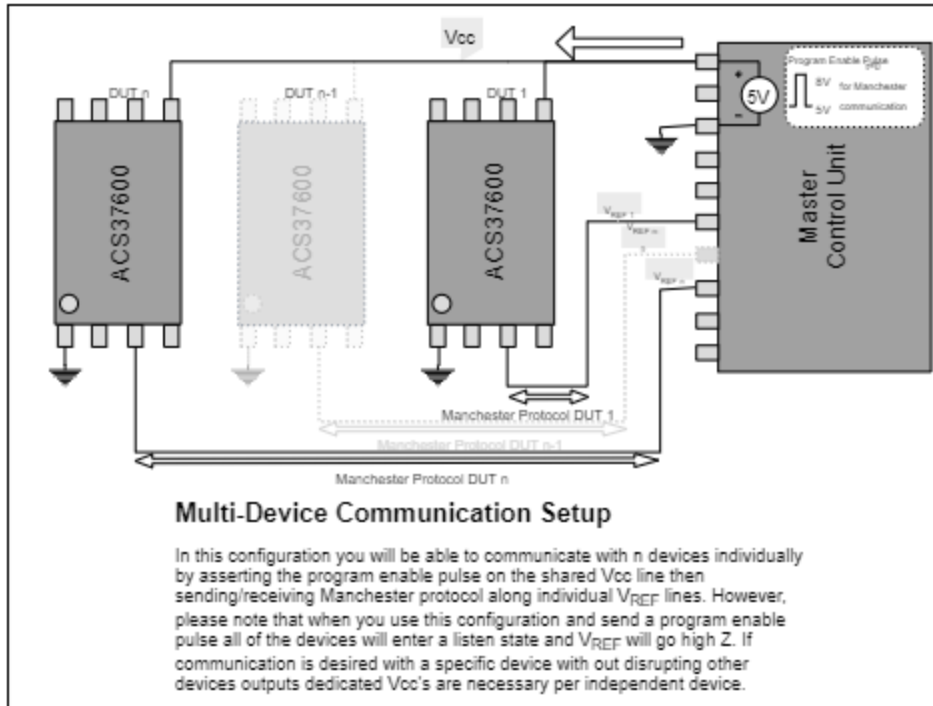 Vcc
Program Enable Pulse
8V
for Manchester
5V
communication
5V
+
-
DUT n
DUT n-1
DUT 1
ACS37600
ACS37600
ACS37600
Master
Control Unit
VREF 1
VREF n
Manchester Protocol DUT 1
Manchester Protocol DUT n-1
Manchester Protocol DUT n
Multi-Device Communication Setup
In this configuration you will be able to communicate with n devices individually
by asserting the program enable pulse on the shared Vcc line then
sending/receiving Manchester protocol along individual VREF lines. However,
please note that when you use this configuration and send a program enable
pulse all of the devices will enter a listen state and VREF will go high Z. If
communication is desired with a specific device with out disrupting other
devices outputs dedicated Vcc's are necessary per independent device.